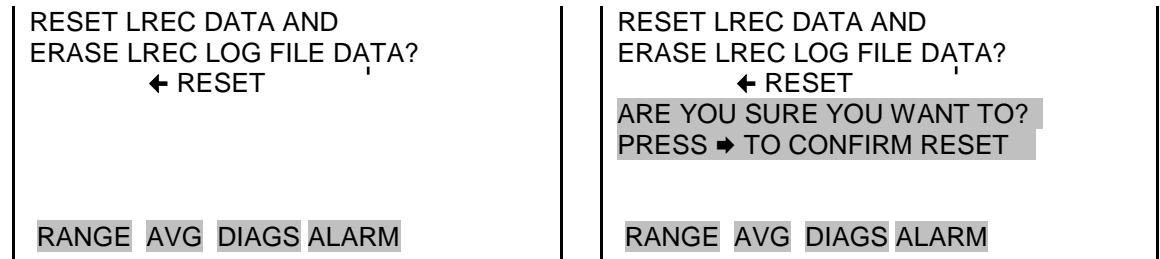 RESET LREC DATA AND
ERASE LREC LOG FILE DATA?
← RESET
RANGE AVG DIAGS ALARM
RESET LREC DATA AND
ERASE LREC LOG FILE DATA?
← RESET
ARE YOU SURE YOU WANT TO?
PRESS → TO CONFIRM RESET
RANGE AVG DIAGS ALARM